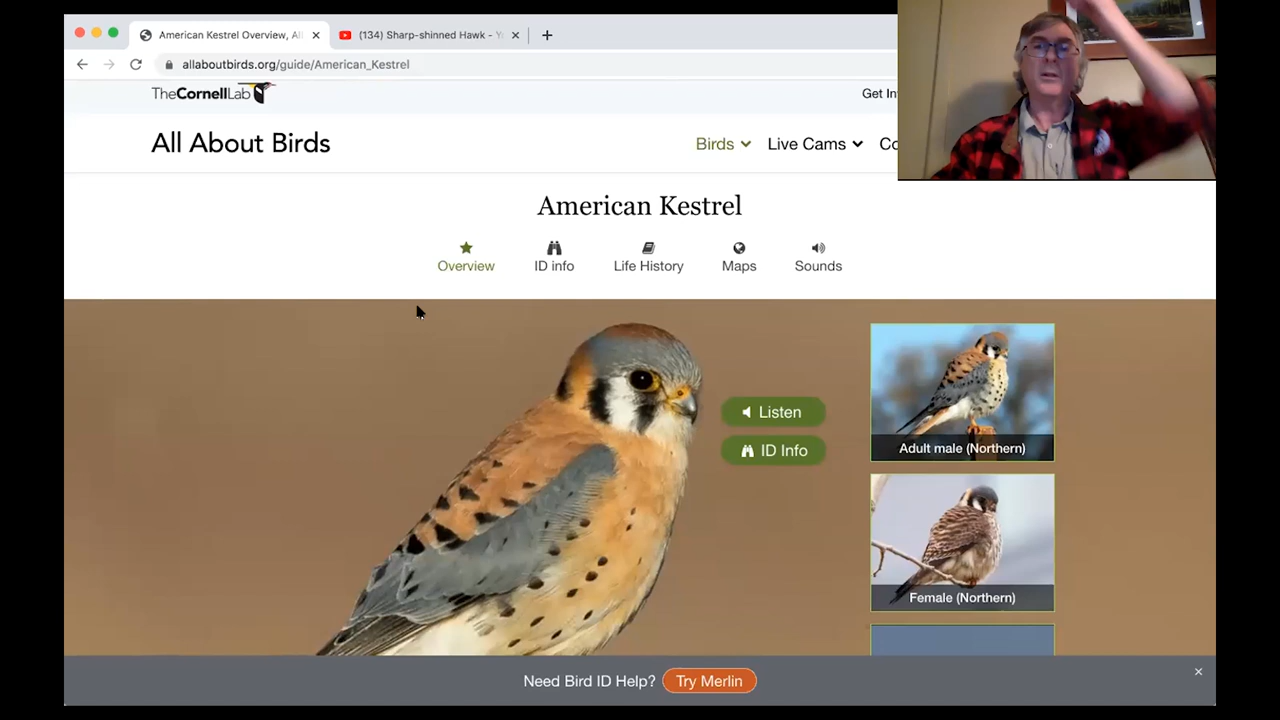 American Kestrel Overview, Al
(134) Sharp-shinned Hawk - Y
allaboutbirds.org/guide/American_Kestrel
TheCornellLab
Get In
All About Birds
Birds
Live Cams
Co
American Kestrel
Overview
ID info
Life History
Maps
Sounds
Listen
ID Info
Adult male (Northern)
Female (Northern)
Need Bird ID Help?
Try Merlin